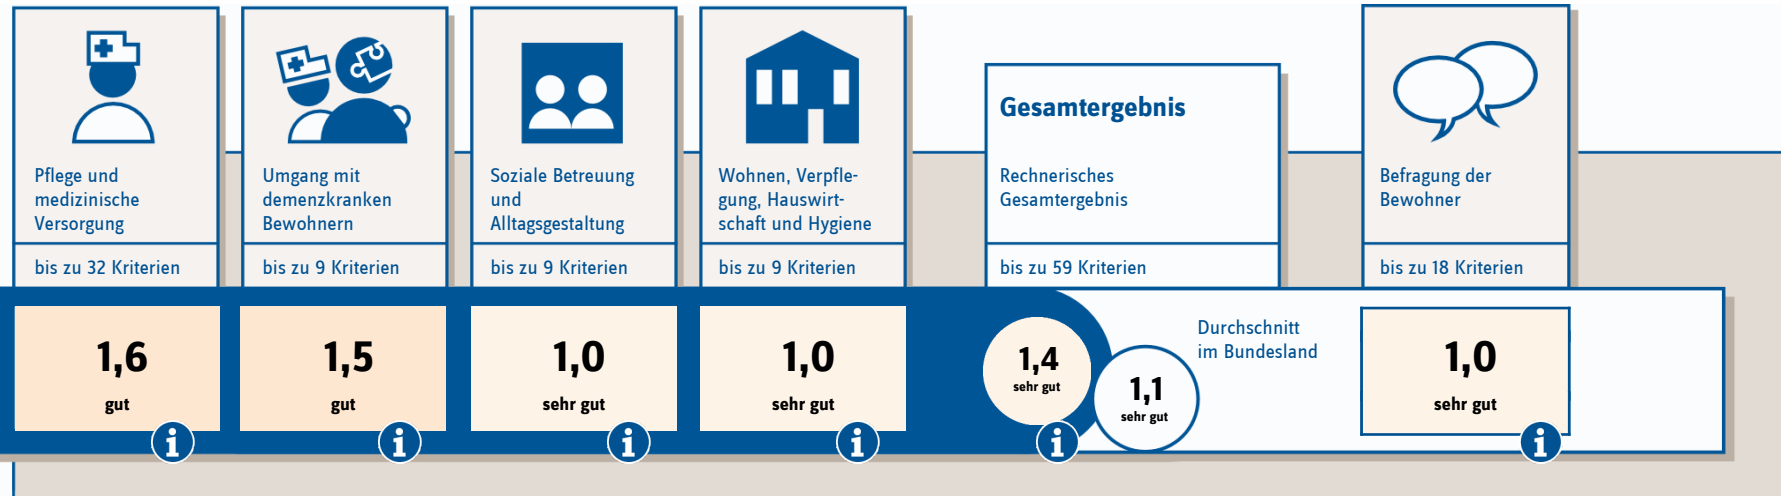 Pflege und
medizinische
Versorgung
bis zu 32 Kriterien
1,6
gut
i
Umgang mit
demenzkranken
Bewohnern
bis zu 9 Kriterien
1,5
gut
i
Soziale Betreuung
und
Alltagsgestaltung
bis zu 9 Kriterien
1,0
sehr gut
i
Wohnen, Verpfle-
gung, Hauswirt-
schaft und Hygiene
bis zu 9 Kriterien
1,0
sehr gut
i
Gesamtergebnis
Rechnerisches
Gesamtergebnis
bis zu 59 Kriterien
1,4
sehr gut
i
1,1
sehr gut
Durchschnitt
im Bundesland
Befragung der
Bewohner
bis zu 18 Kriterien
1,0
sehr gut
i